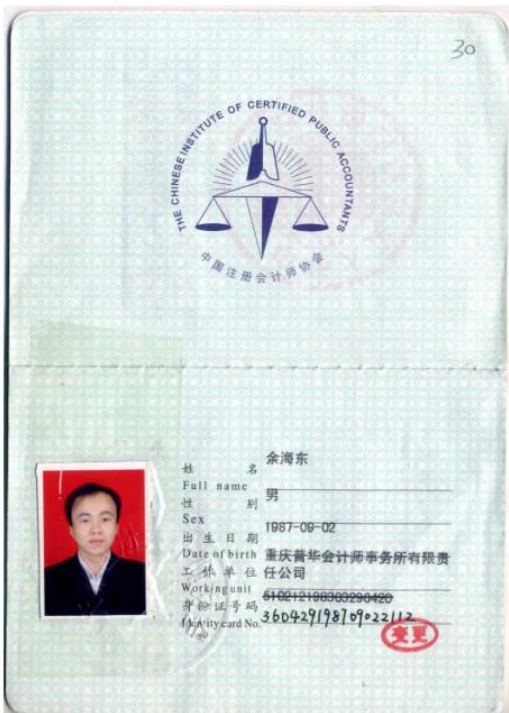 30
THE CHINESE INSTITUTE OF CERTIFIED PUBLIC ACCOUNTANTS
中国注册会计师协会
姓 名 余海东
Full name
性 别 男
Sex
出生日期 1987-09-02
Date of birth
工作单位 重庆普华会计师事务所有限责
任公司
Working unit
身份证号码 510212198303290420
Identity card No. 360429198709022112
变更